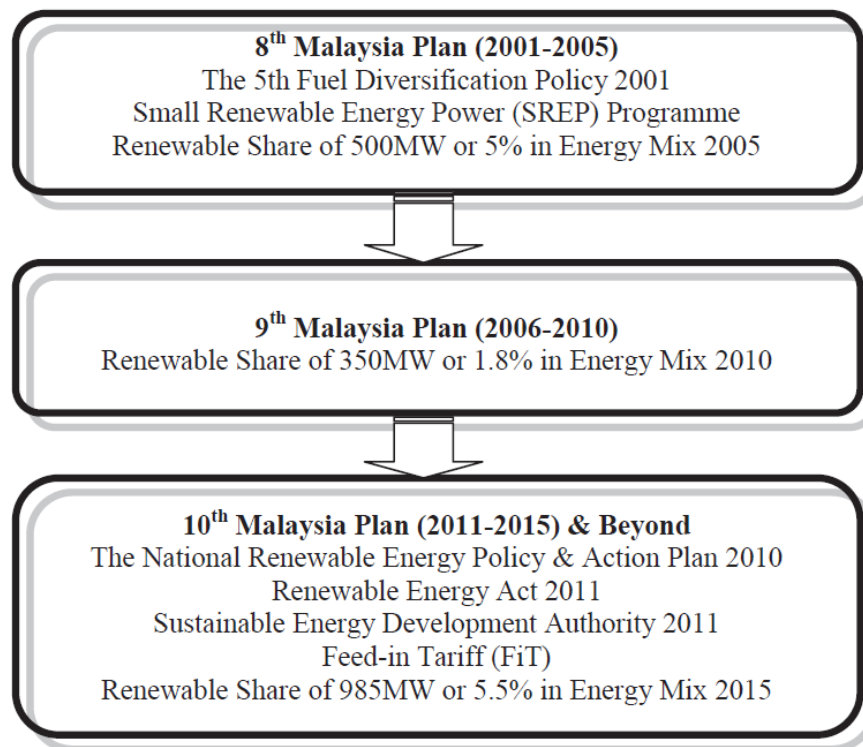 8th Malaysia Plan (2001-2005)
The 5th Fuel Diversification Policy 2001
Small Renewable Energy Power (SREP) Programme
Renewable Share of 500MW or 5% in Energy Mix 2005
9th Malaysia Plan (2006-2010)
Renewable Share of 350MW or 1.8% in Energy Mix 2010
10th Malaysia Plan (2011-2015) & Beyond
The National Renewable Energy Policy & Action Plan 2010
Renewable Energy Act 2011
Sustainable Energy Development Authority 2011
Feed-in Tariff (FiT)
Renewable Share of 985MW or 5.5% in Energy Mix 2015